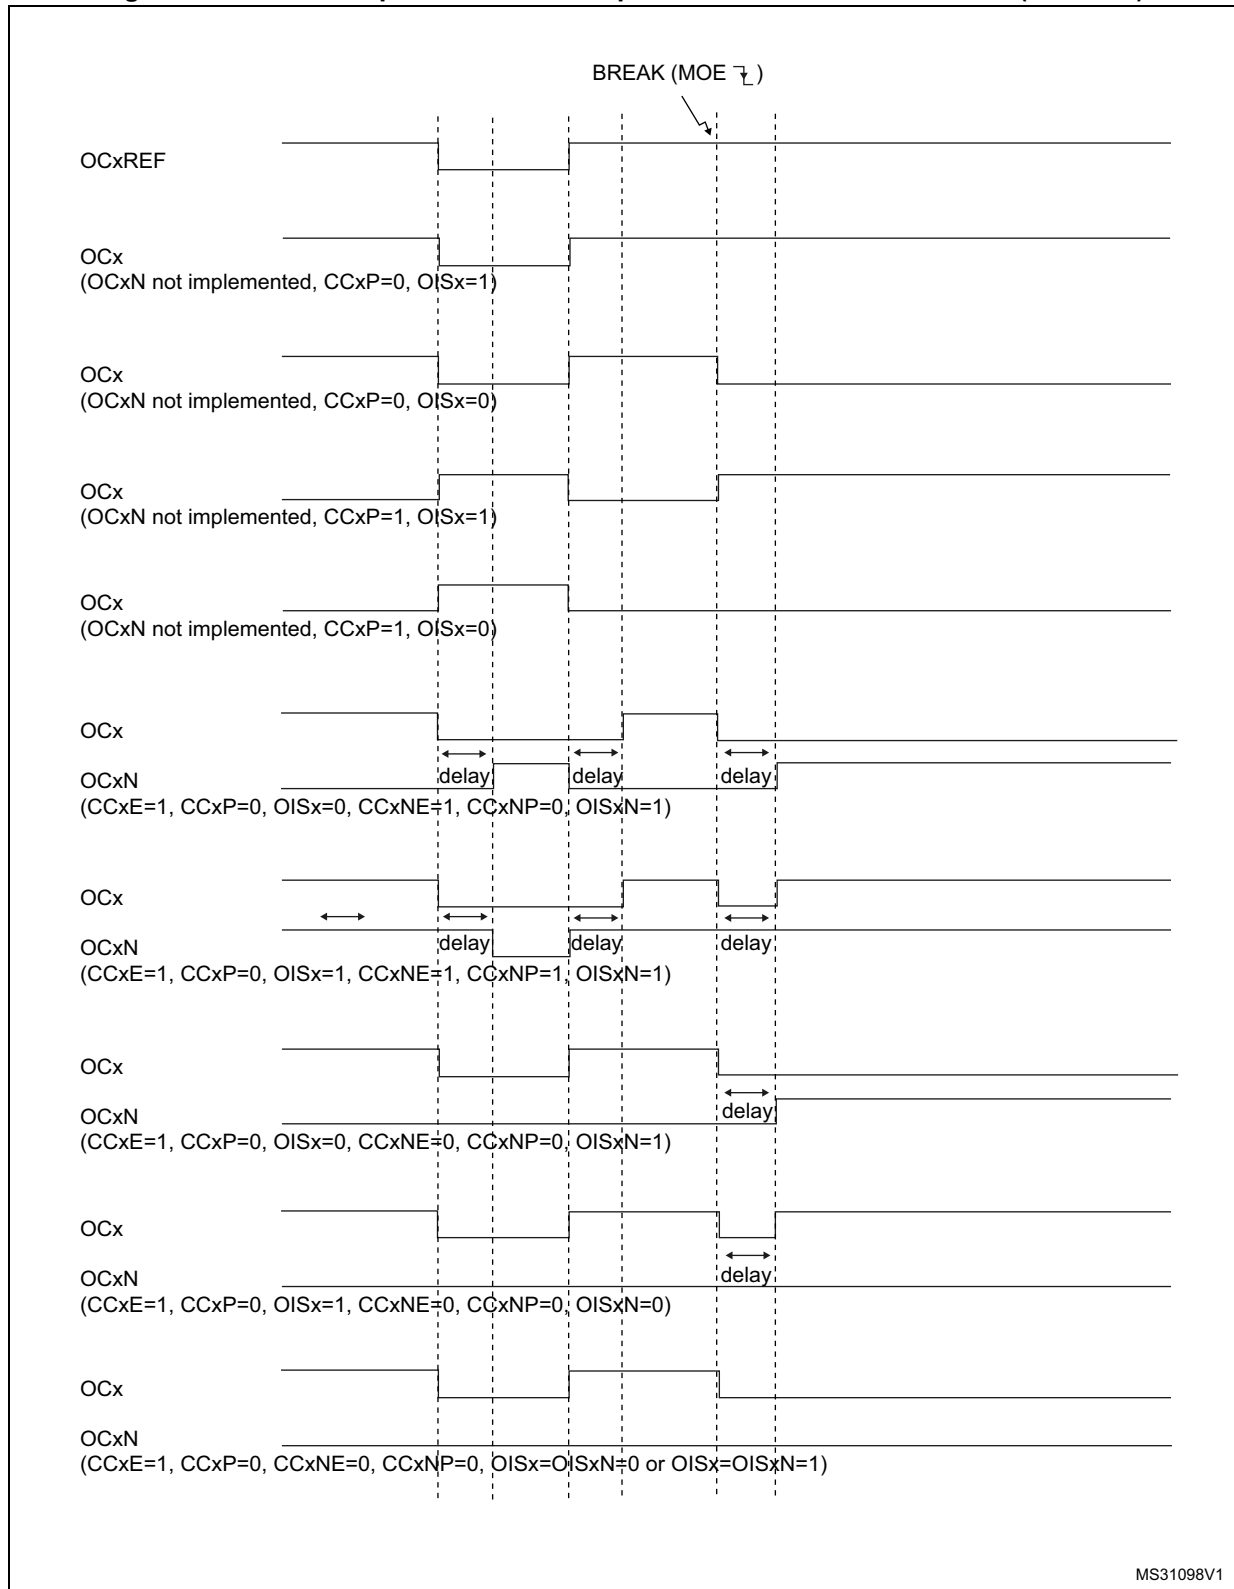 BREAK (MOE )
OCxREF
OCx
(OCxN not implemented, CCxP=0, OISx=1)
OCx
(OCxN not implemented, CCxP=0, OISx=0)
OCx
(OCxN not implemented, CCxP=1, OISx=1)
OCx
(OCxN not implemented, CCxP=1, OISx=0)
OCx
OCxN delay delay delay
(CCxE=1, CCxP=0, OISx=0, CCxNE=1, CCxNP=0, OISxN=1)
OCx
OCxN delay delay delay
(CCxE=1, CCxP=0, OISx=1, CCxNE=1, CCxNP=1, OISxN=1)
OCx
OCxN delay
(CCxE=1, CCxP=0, OISx=0, CCxNE=0, CCxNP=0, OISxN=1)
OCx
OCxN delay
(CCxE=1, CCxP=0, OISx=1, CCxNE=0, CCxNP=0, OISxN=0)
OCx
OCxN
(CCxE=1, CCxP=0, CCxNE=0, CCxNP=0, OISx=OISxN=0 or OISx=OISxN=1)
MS31098V1